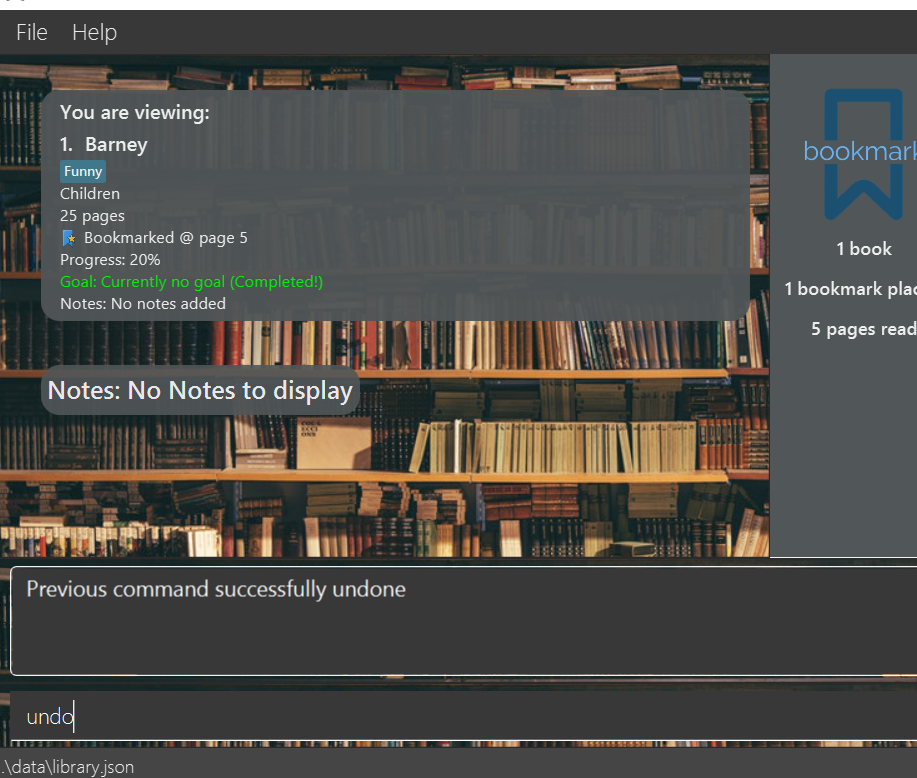 File Help
You are viewing:
1. Barney
Funny
Children
25 pages
Bookmarked @ page 5
Progress: 20%
Goal: Currently no goal (Completed!)
Notes: No notes added
Notes: No Notes to display
bookmark
1 book
1 bookmark plac
5 pages read
Previous command successfully undone
undo
.\data\library.json